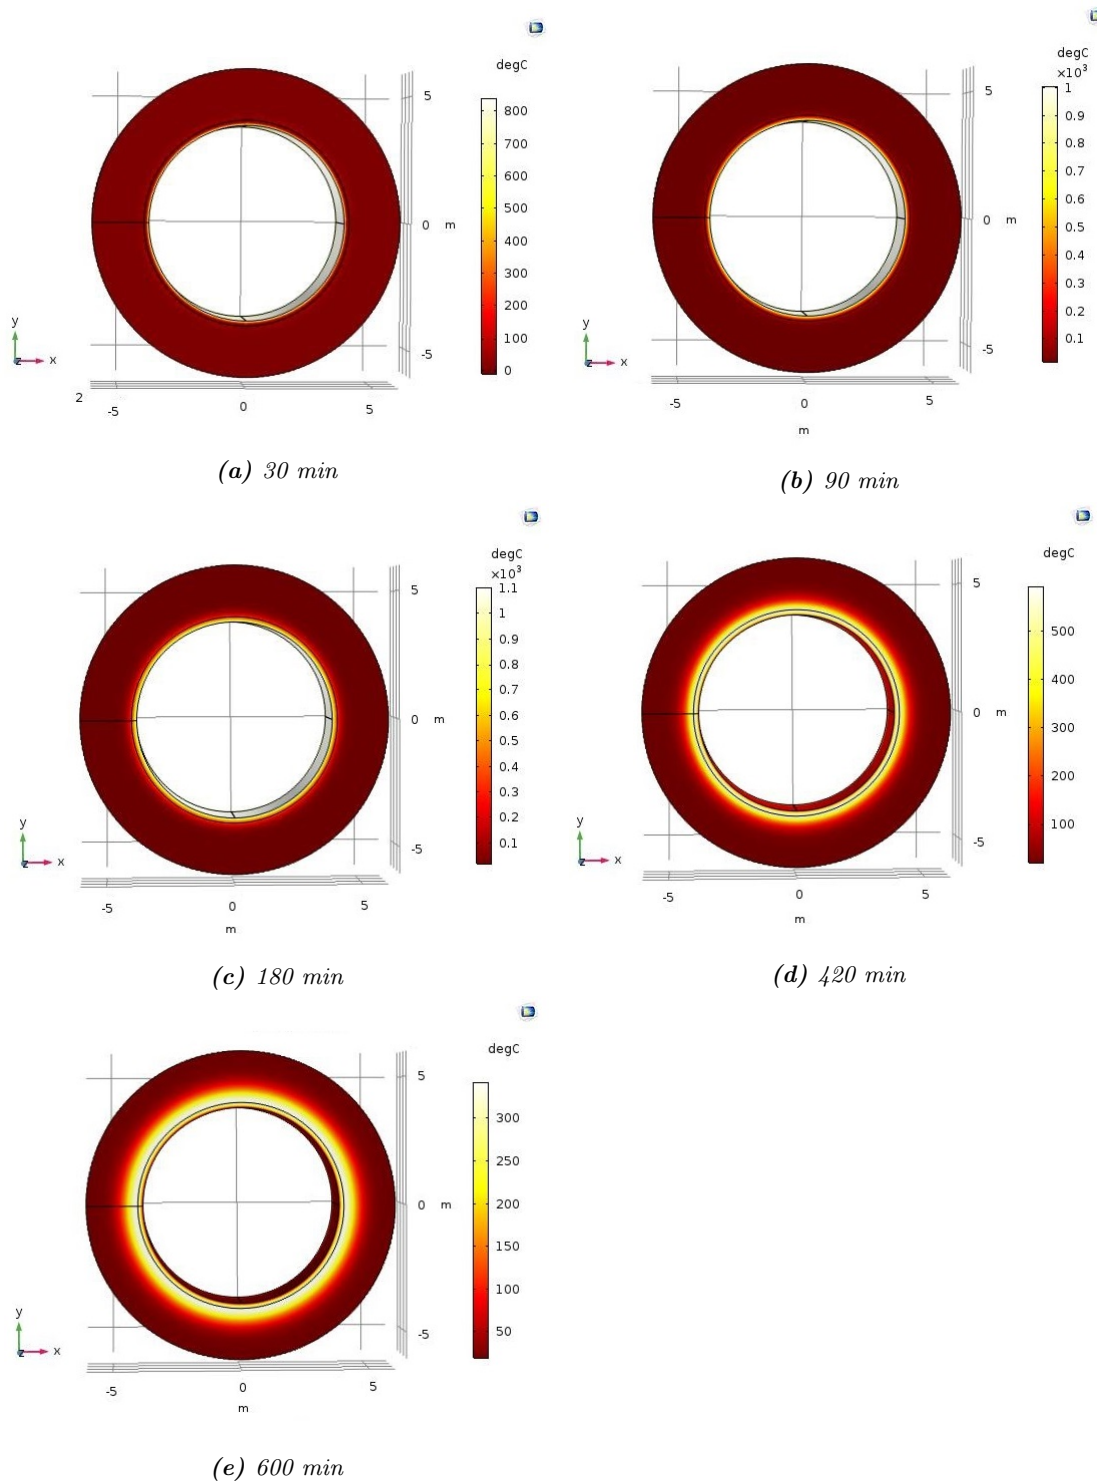 degC
800
700
600
500
400
300
200
100
0
5
0 m
-5
y
z x
2
-5 0 5
(a) 30 min
degC
×10³
1
0.9
0.8
0.7
0.6
0.5
0.4
0.3
0.2
0.1
5
0 m
-5
y
z x
-5 0 5
m
(b) 90 min
degC
×10³
1.1
1
0.9
0.8
0.7
0.6
0.5
0.4
0.3
0.2
0.1
5
0 m
-5
y
z x
-5 0 5
m
(c) 180 min
degC
500
400
300
200
100
5
0 m
-5
y
z x
-5 0 5
m
(d) 420 min
degC
300
250
200
150
100
50
5
0 m
-5
y
z x
-5 0 5
m
(e) 600 min